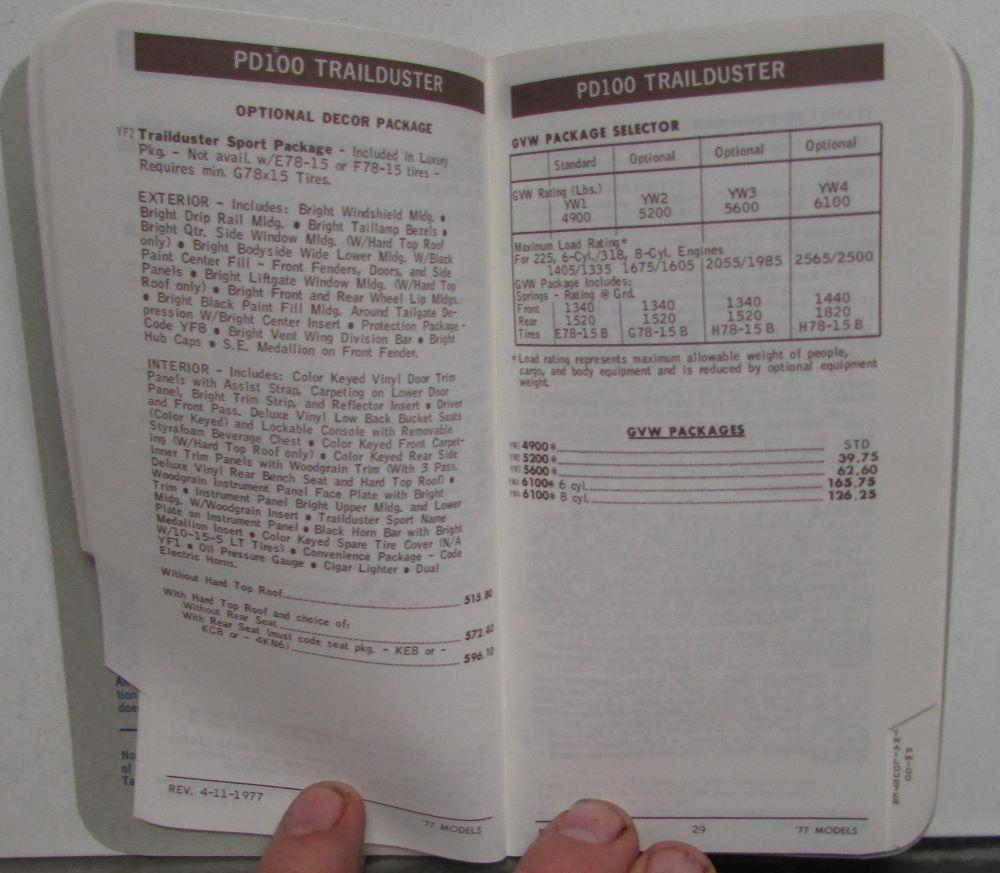 PD100 TRAILDUSTER
OPTIONAL DECOR PACKAGE
YF2 Trailduster Sport Package - Included in Luxury
Pkg. - Not avail. w/E78-15 or F78-15 tires -
Requires min. G78x15 Tires.
EXTERIOR - Includes: Bright Windshield Mldg. •
Bright Drip Rail Mldg. • Bright Taillamp Bezels •
Bright Qtr. Side Window Mldg. (W/Hard Top Roof
only) • Bright Bodyside Wide Lower Mldg. W/Black
Paint Center Fill - Front Fenders, Doors, and Side
Panels • Bright Liftgate Window Mldg. (W/Hard Top
Roof only) • Bright Front and Rear Wheel Lip Mldgs.
• Bright Black Paint Fill Mldg. Around Tailgate De-
pression W/Bright Center Insert • Protection Package -
Code YF8 • Bright Vent Wing Division Bar • Bright
Hub Caps • S.E. Medallion on Front Fender.
INTERIOR - Includes: Color Keyed Vinyl Door Trim
Panels with Assist Strap, Carpeting on Lower Door
Panel, Bright Trim Strip, and Reflector Insert • Driver
and Front Pass. Deluxe Vinyl Low Back Bucket Seats
(Color Keyed) and Lockable Console with Removable
Styrafoam Beverage Chest • Color Keyed Front Carpet-
ing (W/Hard Top Roof only) • Color Keyed Rear Side
Inner Trim Panels with Woodgrain Trim (With 3 Pass.
Deluxe Vinyl Rear Bench Seat and Hard Top Roof) •
Woodgrain Instrument Panel Face Plate with Bright
Trim • Instrument Panel Bright Upper Mldg. and Lower
Mldg. W/Woodgrain Insert • Trailduster Sport Name
Plate on Instrument Panel • Black Horn Bar with Bright
Medallion Insert • Color Keyed Spare Tire Cover (N/A
W/10-15-5 LT Tires) • Convenience Package - Code
YF1 • Oil Pressure Gauge • Cigar Lighter • Dual
Electric Horns.
Without Hard Top Roof 515.80
With Hard Top Roof and choice of:
Without Rear Seat 572.40
With Rear Seat (must code seat pkg. - KE8 or -
KC8 or - 4KN6) 596.10
REV. 4-11-1977
'77 MODELS
tion
doe
No
of
Ta
PD100 TRAILDUSTER
GVW PACKAGE SELECTOR
Standard Optional Optional Optional
GVW Rating (Lbs.)
YW1 YW2 YW3 YW4
4900 5200 5600 6100
Maximum Load Rating*
For 225, 6-Cyl./318, 8-Cyl. Engines
1405/1335 1675/1605 2055/1985 2565/2500
GVW Package Includes:
Springs - Rating @ Grd.
Front 1340 1340 1340 1440
Rear 1520 1520 1520 1820
Tires E78-15 B G78-15 B H78-15 B H78-15 B
*Load rating represents maximum allowable weight of people,
cargo, and body equipment and is reduced by optional equipment
weight.
GVW PACKAGES
YW1 4900* STD
YW2 5200* 39.75
YW3 5600* 62.60
YW4 6100* 6 cyl. 165.75
YW4 6100* 8 cyl. 126.25
PW100
TRAILDUSTER
29
'77 MODELS